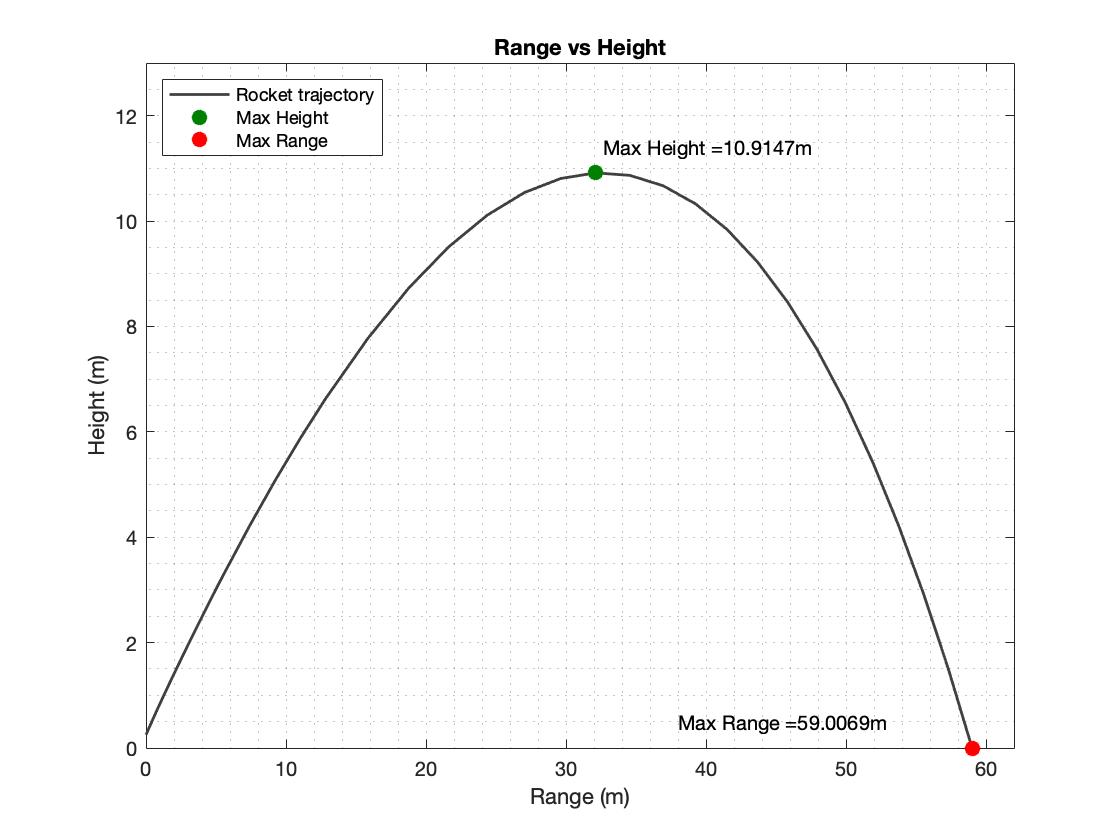 Range vs Height
Rocket trajectory
Max Height
Max Range
Max Height =10.9147m
Max Range =59.0069m
Height (m)
12
10
8
6
4
2
0
0 10 20 30 40 50 60
Range (m)